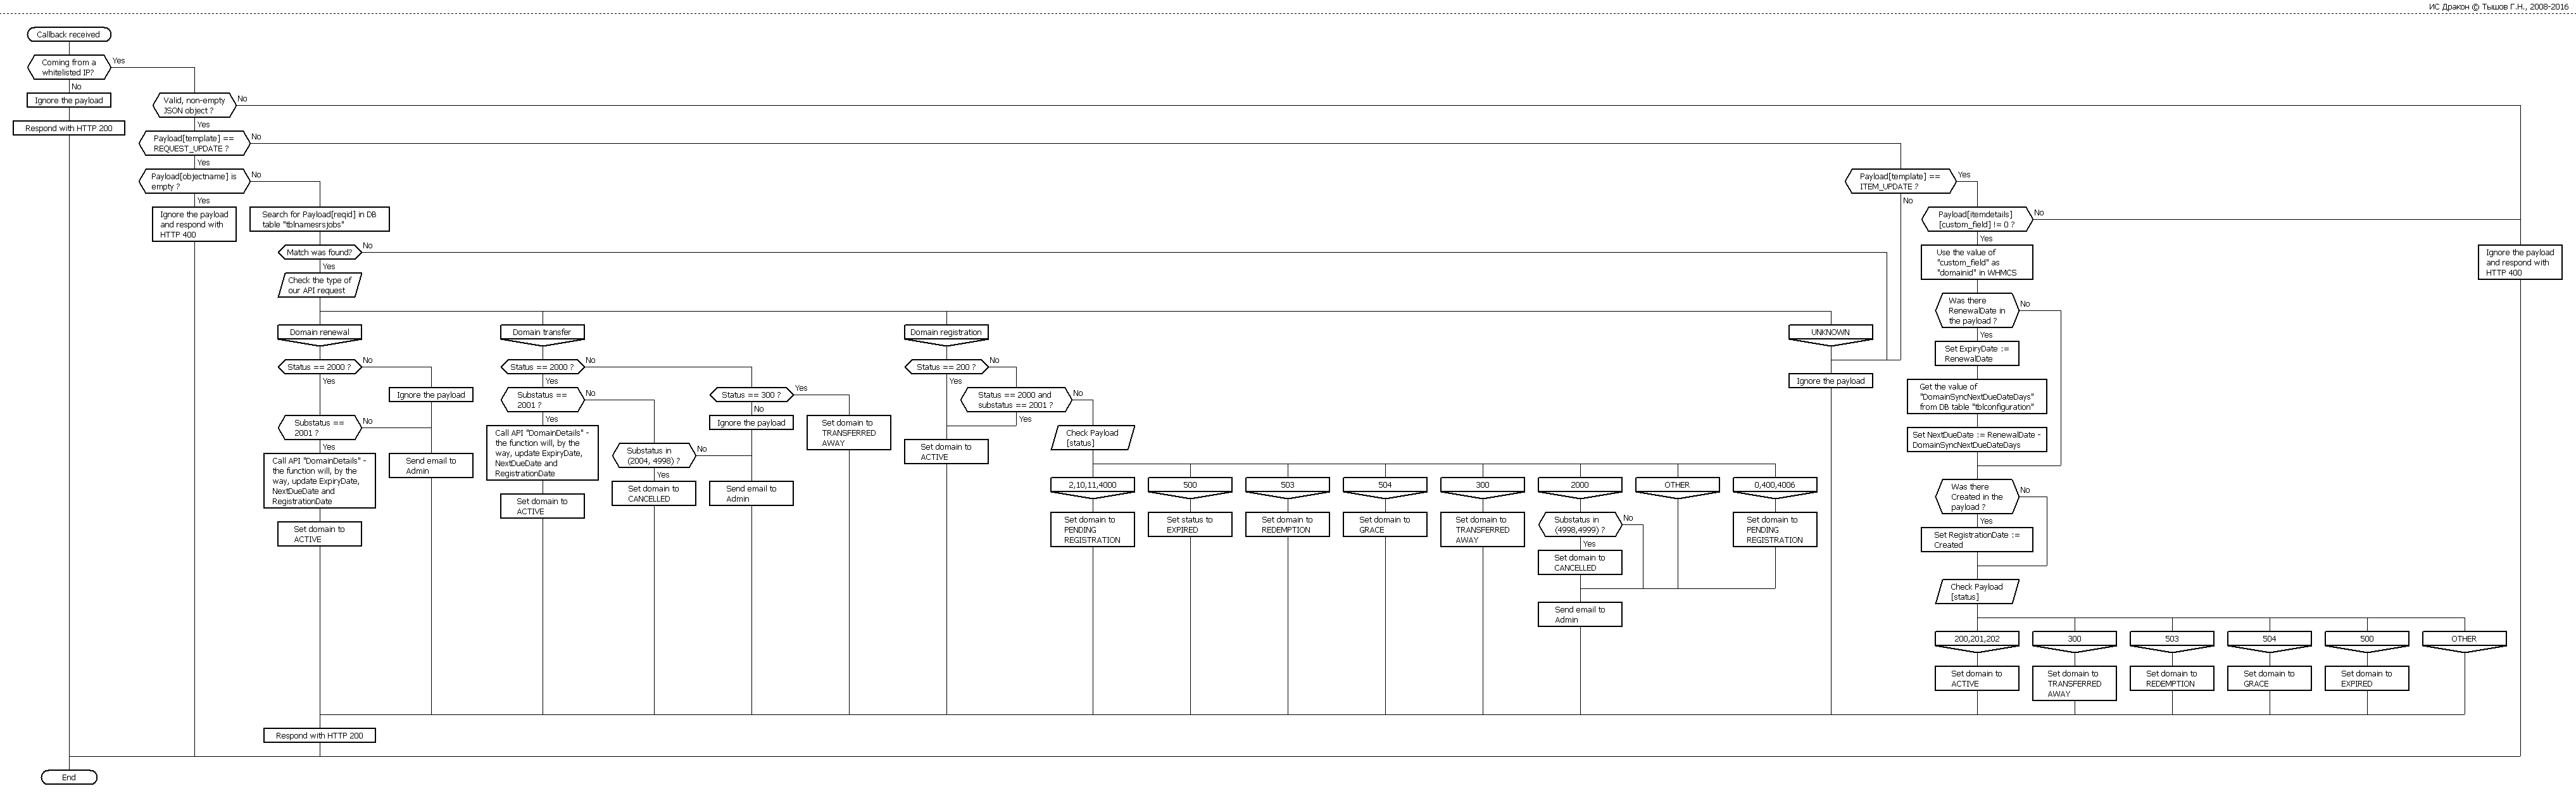 ИС Дракон © Тышов Г.Н., 2008-2016
Callback received
Coming from a
whitelisted IP?
Yes
No
Ignore the payload
Respond with HTTP 200
Valid, non-empty
JSON object ?
No
Yes
Payload[template] ==
REQUEST_UPDATE ?
No
Yes
Payload[objectname] is
empty ?
No
Yes
Ignore the payload
and respond with
HTTP 400
Search for Payload[reqid] in DB
table "tblnamesrsjobs"
Match was found?
No
Yes
Check the type of
our API request
Domain renewal
Status == 2000 ?
No
Yes
Ignore the payload
Substatus ==
2001 ?
No
Yes
Call API "DomainDetails" -
the function will, by the
way, update ExpiryDate,
NextDueDate and
RegistrationDate
Set domain to
ACTIVE
Send email to
Admin
Domain transfer
Status == 2000 ?
No
Yes
Substatus ==
2001 ?
No
Yes
Call API "DomainDetails" -
the function will, by the
way, update ExpiryDate,
NextDueDate and
RegistrationDate
Set domain to
ACTIVE
Substatus in
(2004, 4998) ?
No
Yes
Set domain to
CANCELLED
Status == 300 ?
Yes
No
Ignore the payload
Send email to
Admin
Set domain to
TRANSFERRED
AWAY
Domain registration
Status == 200 ?
No
Yes
Status == 2000 and
substatus == 2001 ?
No
Yes
Set domain to
ACTIVE
Check Payload
[status]
2,10,11,4000
Set domain to
PENDING
REGISTRATION
500
Set status to
EXPIRED
503
Set domain to
REDEMPTION
504
Set domain to
GRACE
300
Set domain to
TRANSFERRED
AWAY
2000
Substatus in
(4998,4999) ?
No
Yes
Set domain to
CANCELLED
OTHER
0,400,4006
Set domain to
PENDING
REGISTRATION
Send email to
Admin
UNKNOWN
Ignore the payload
Payload[template] ==
ITEM_UPDATE ?
Yes
No
Payload[itemdetails]
[custom_field] != 0 ?
No
Yes
Use the value of
"custom_field" as
"domainid" in WHMCS
Was there
RenewalDate in
the payload ?
No
Yes
Set ExpiryDate :=
RenewalDate
Get the value of
"DomainSyncNextDueDateDays"
from DB table "tblconfiguration"
Set NextDueDate := RenewalDate -
DomainSyncNextDueDateDays
Was there
Created in the
payload ?
No
Yes
Set RegistrationDate :=
Created
Check Payload
[status]
200,201,202
Set domain to
ACTIVE
300
Set domain to
TRANSFERRED
AWAY
503
Set domain to
REDEMPTION
504
Set domain to
GRACE
500
Set domain to
EXPIRED
OTHER
Ignore the payload
and respond with
HTTP 400
Respond with HTTP 200
End